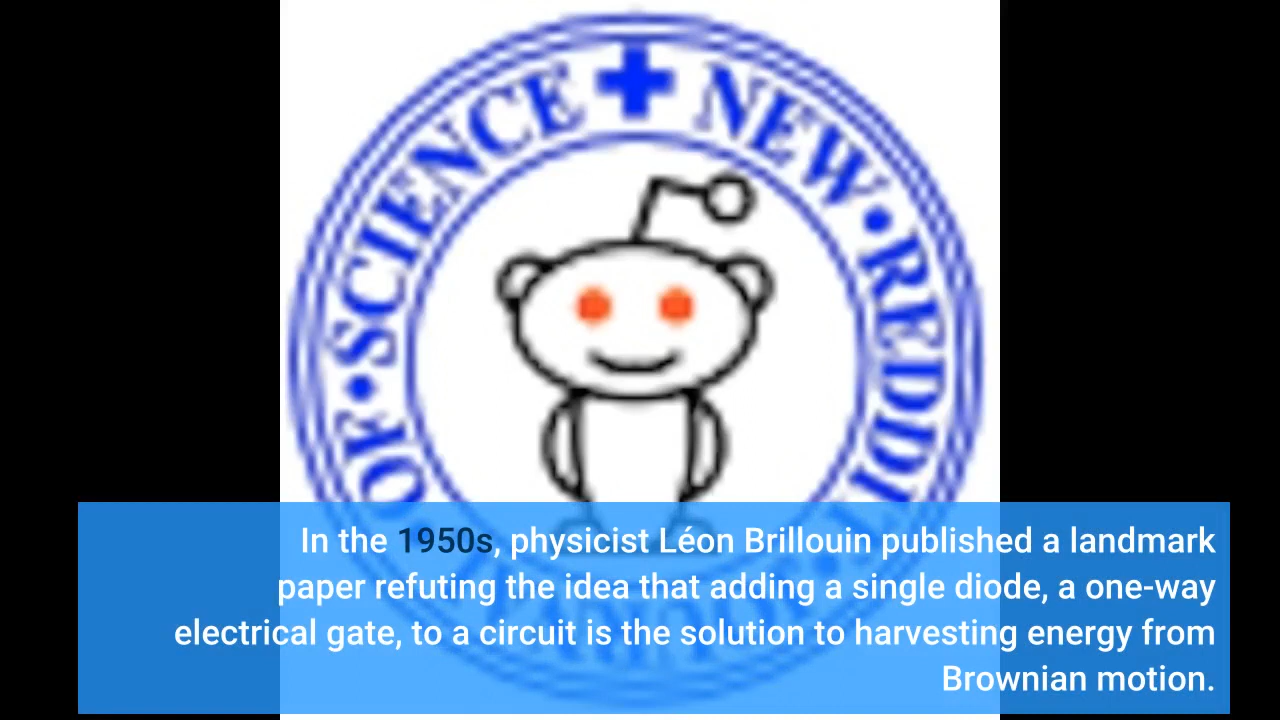 NEW • REDDIT
OF • SCIENCE
In the 1950s, physicist Léon Brillouin published a landmark
paper refuting the idea that adding a single diode, a one-way
electrical gate, to a circuit is the solution to harvesting energy from
Brownian motion.